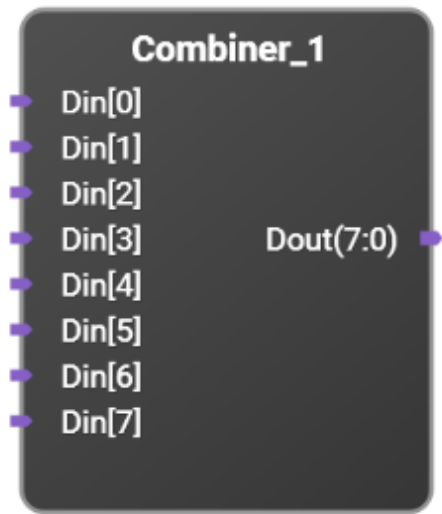 Combiner_1
Din[0]
Din[1]
Din[2]
Din[3] Dout(7:0)
Din[4]
Din[5]
Din[6]
Din[7]